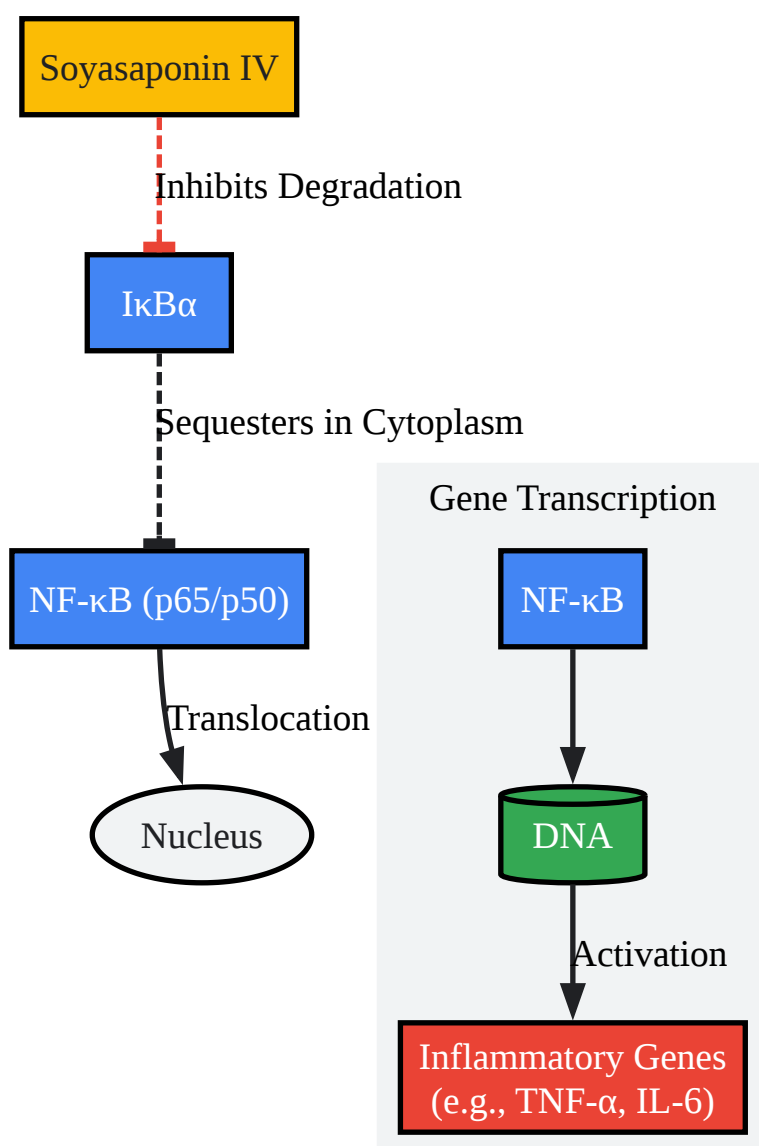 Soyasaponin IV
Inhibits Degradation
IκBα
Sequesters in Cytoplasm
NF-κB (p65/p50)
Translocation
Nucleus
Gene Transcription
NF-κB
DNA
Activation
Inflammatory Genes
(e.g., TNF-α, IL-6)